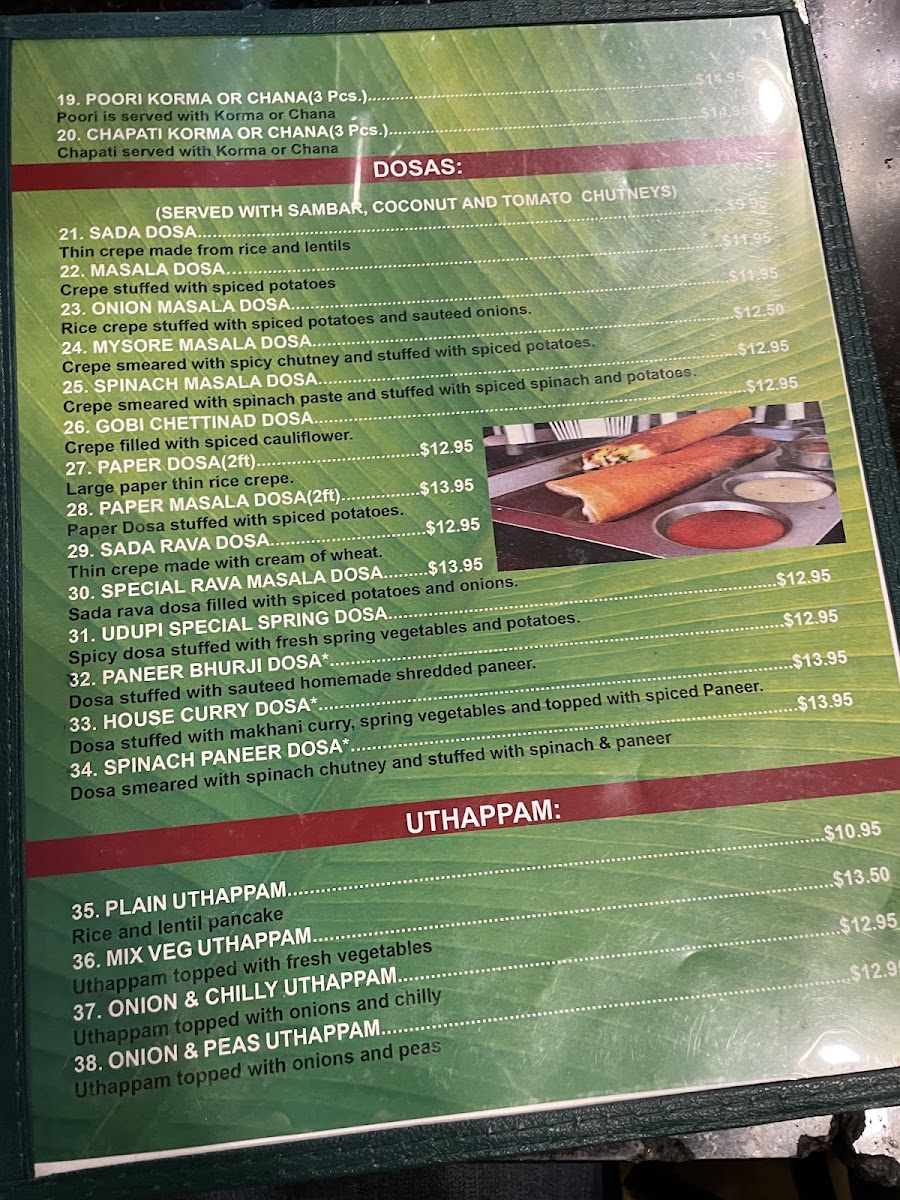 19. POORI KORMA OR CHANA(3 Pcs.)......$14.95
Poori is served with Korma or Chana
20. CHAPATI KORMA OR CHANA(3 Pcs.)......$14.95
Chapati served with Korma or Chana
DOSAS:
(SERVED WITH SAMBAR, COCONUT AND TOMATO CHUTNEYS)
21. SADA DOSA......$9.95
Thin crepe made from rice and lentils
22. MASALA DOSA......$11.95
Crepe stuffed with spiced potatoes
23. ONION MASALA DOSA......$11.95
Rice crepe stuffed with spiced potatoes and sauteed onions.
24. MYSORE MASALA DOSA......$12.50
Crepe smeared with spicy chutney and stuffed with spiced potatoes.
25. SPINACH MASALA DOSA......$12.95
Crepe smeared with spinach paste and stuffed with spiced spinach and potatoes.
26. GOBI CHETTINAD DOSA......$12.95
Crepe filled with spiced cauliflower.
27. PAPER DOSA(2ft)......$12.95
Large paper thin rice crepe.
28. PAPER MASALA DOSA(2ft)......$13.95
Paper Dosa stuffed with spiced potatoes.
29. SADA RAVA DOSA......$12.95
Thin crepe made with cream of wheat.
30. SPECIAL RAVA MASALA DOSA......$13.95
Sada rava dosa filled with spiced potatoes and onions.
31. UDUPI SPECIAL SPRING DOSA......$12.95
Spicy dosa stuffed with fresh spring vegetables and potatoes.
32. PANEER BHURJI DOSA*......$12.95
Dosa stuffed with sauteed homemade shredded paneer.
33. HOUSE CURRY DOSA*......$13.95
Dosa stuffed with makhani curry, spring vegetables and topped with spiced Paneer.
34. SPINACH PANEER DOSA*......$13.95
Dosa smeared with spinach chutney and stuffed with spinach & paneer
UTHAPPAM:
35. PLAIN UTHAPPAM......$10.95
Rice and lentil pancake
36. MIX VEG UTHAPPAM......$13.50
Uthappam topped with fresh vegetables
37. ONION & CHILLY UTHAPPAM......$12.95
Uthappam topped with onions and chilly
38. ONION & PEAS UTHAPPAM......$12.9
Uthappam topped with onions and peas